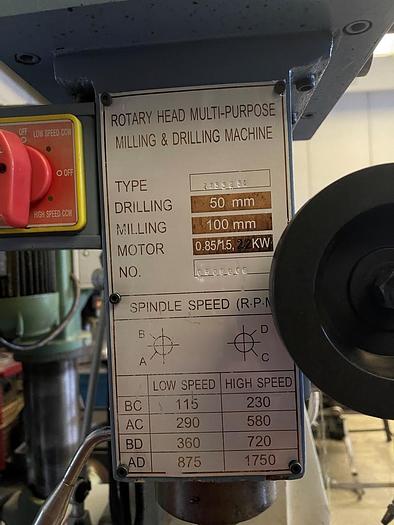 ROTARY HEAD MULTI-PURPOSE
MILLING & DRILLING MACHINE
TYPE
DRILLING 50 mm
MILLING 100 mm
MOTOR 0.85/1.5, 2.2KW
NO.
SPINDLE SPEED (R·P·M
B D
A C
LOW SPEED HIGH SPEED
BC 115 230
AC 290 580
BD 360 720
AD 875 1750
OFF
LOW SPEED CCW
OFF
HIGH SPEED CCW